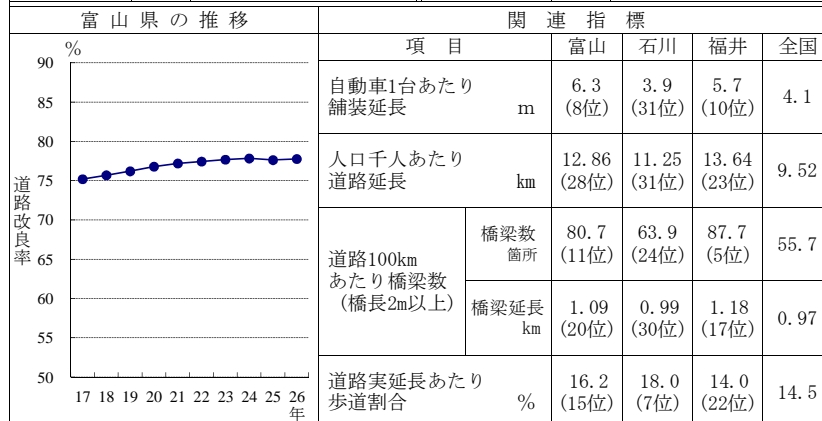 富山県の推移
%
90
85
80
75
70
65
60
55
50
道路改良率
17 18 19 20 21 22 23 24 25 26
年
関連指標
項目 富山 石川 福井 全国
自動車1台あたり
舗装延長 m
6.3 3.9 5.7 4.1
(8位) (31位) (10位)
人口千人あたり
道路延長 km
12.86 11.25 13.64 9.52
(28位) (31位) (23位)
道路100km
あたり橋梁数
(橋長2m以上)
橋梁数
箇所
80.7 63.9 87.7 55.7
(11位) (24位) (5位)
橋梁延長
km
1.09 0.99 1.18 0.97
(20位) (30位) (17位)
道路実延長あたり
歩道割合 %
16.2 18.0 14.0 14.5
(15位) (7位) (22位)